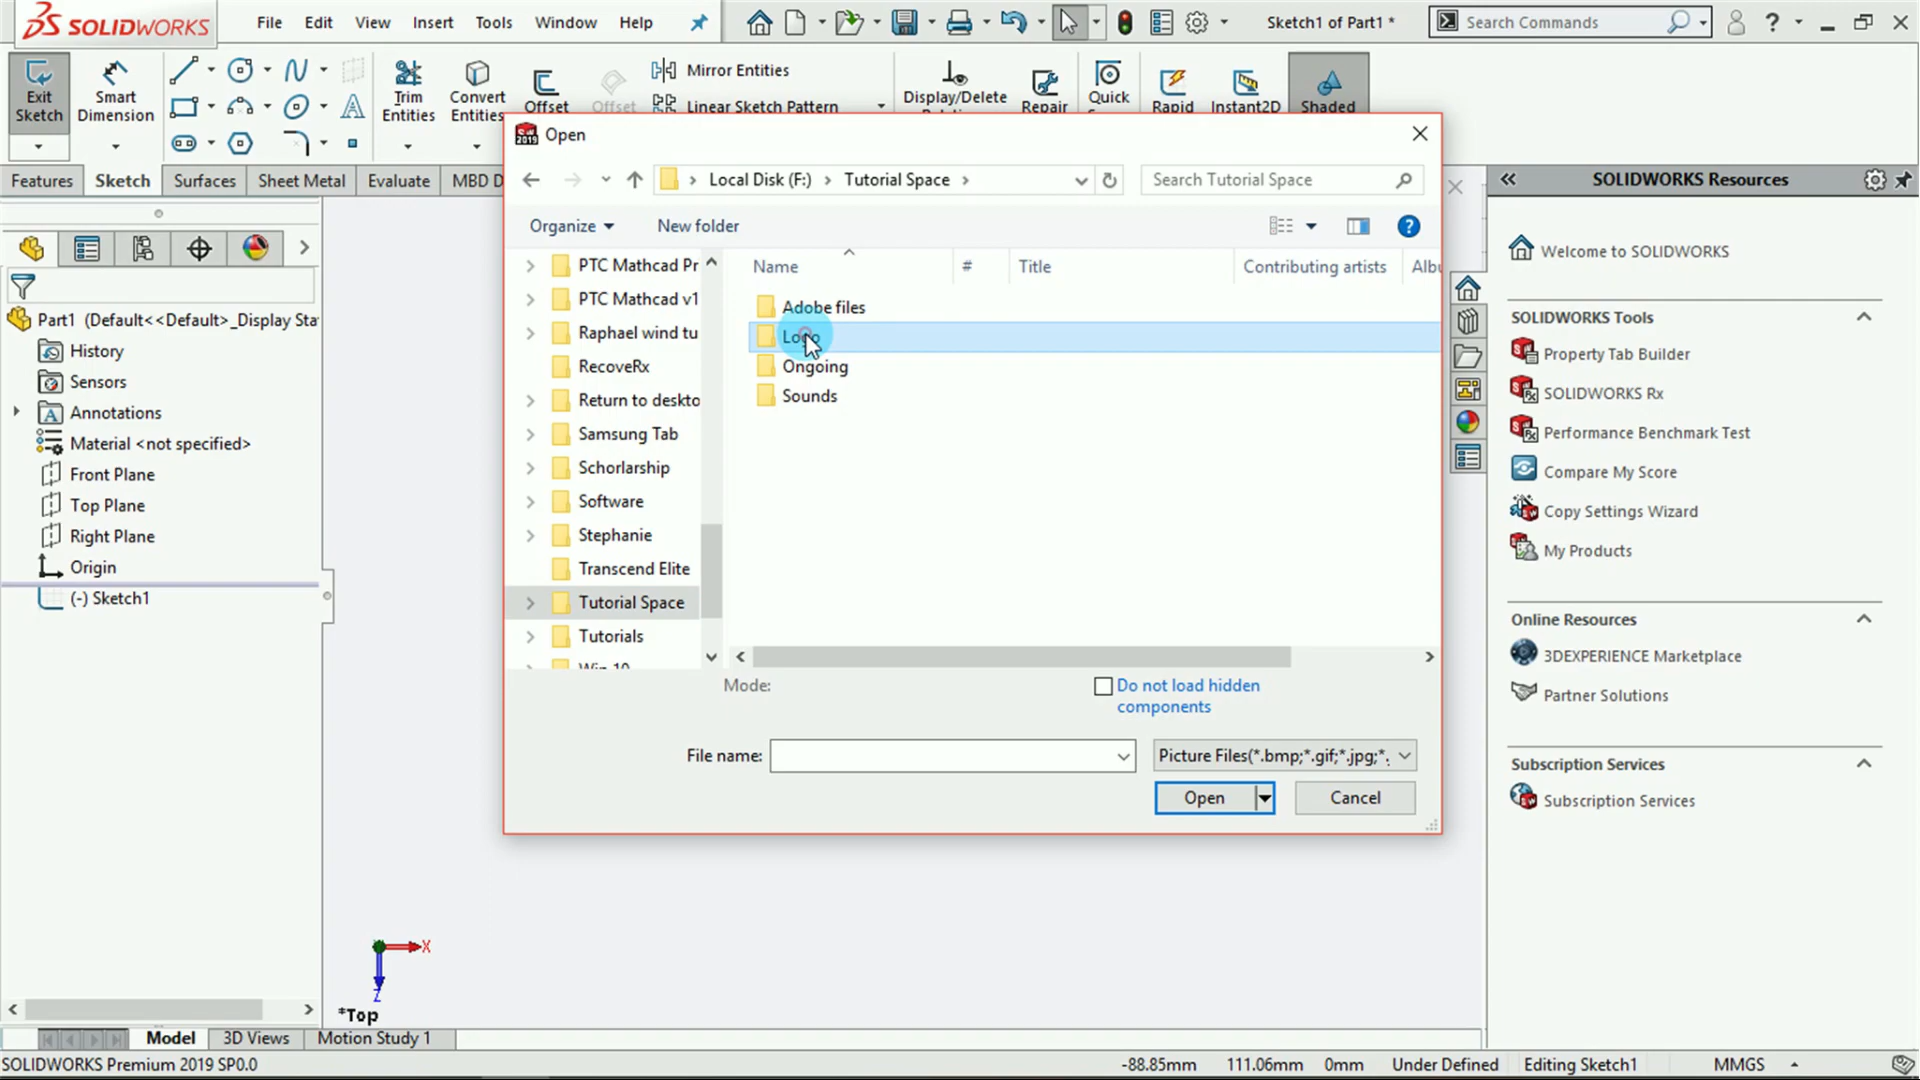 SOLIDWORKS File Edit View Insert Tools Window Help Sketch1 of Part1 * Search Commands ?
Exit Sketch
Smart Dimension
Trim Entities
Convert Entities
Offset
Offset
Mirror Entities
Linear Sketch Pattern
Display/Delete
Repair
Quick
Rapid
Instant2D
Shaded
Features Sketch Surfaces Sheet Metal Evaluate MBD D
Part1 (Default<<Default>_Display Sta
History
Sensors
Annotations
Material <not specified>
Front Plane
Top Plane
Right Plane
Origin
(-) Sketch1
Open
Local Disk (F:) Tutorial Space
Search Tutorial Space
Organize New folder
PTC Mathcad Pr
PTC Mathcad v1
Raphael wind tu
RecoveRx
Return to deskto
Samsung Tab
Schorlarship
Software
Stephanie
Transcend Elite
Tutorial Space
Tutorials
Win 10
Name # Title Contributing artists Albu
Adobe files
Logo
Ongoing
Sounds
Mode:
Do not load hidden
components
File name: Picture Files(*.bmp;*.gif;*.jpg;*.
Open Cancel
SOLIDWORKS Resources
Welcome to SOLIDWORKS
SOLIDWORKS Tools
Property Tab Builder
SOLIDWORKS Rx
Performance Benchmark Test
Compare My Score
Copy Settings Wizard
My Products
Online Resources
3DEXPERIENCE Marketplace
Partner Solutions
Subscription Services
Subscription Services
X
Z
*Top
Model 3D Views Motion Study 1
SOLIDWORKS Premium 2019 SP0.0 -88.85mm 111.06mm 0mm Under Defined Editing Sketch1 MMGS